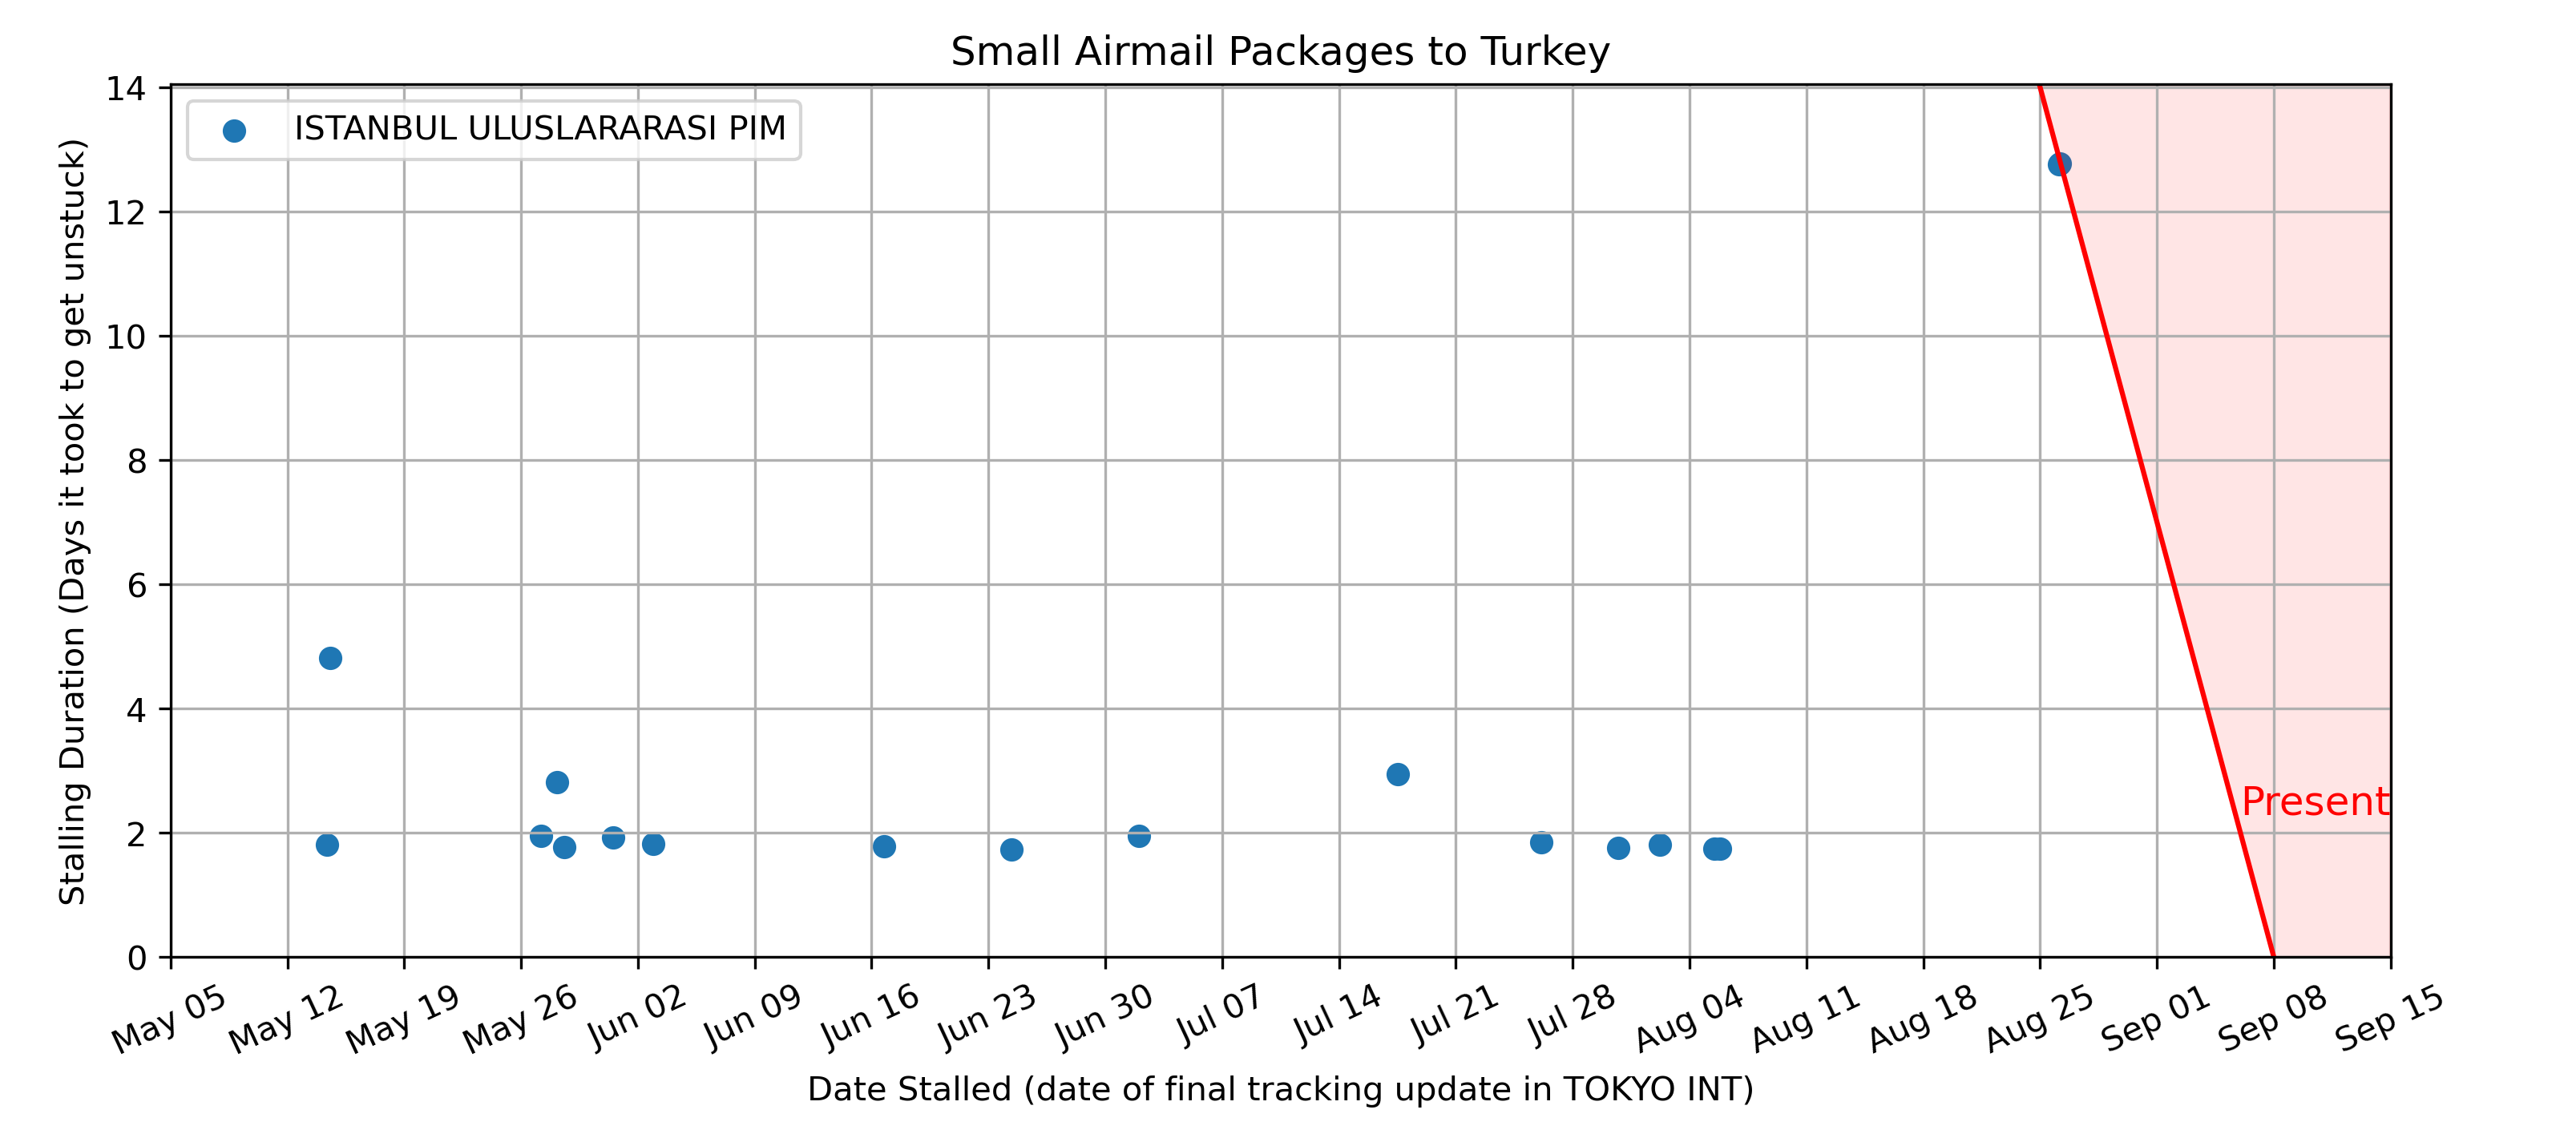 Small Airmail Packages to Turkey
ISTANBUL ULUSLARARASI PIM
Stalling Duration (Days it took to get unstuck)
14
12
10
8
6
4
2
0
Present
May 05
May 12
May 19
May 26
Jun 02
Jun 09
Jun 16
Jun 23
Jun 30
Jul 07
Jul 14
Jul 21
Jul 28
Aug 04
Aug 11
Aug 18
Aug 25
Sep 01
Sep 08
Sep 15
Date Stalled (date of final tracking update in TOKYO INT)